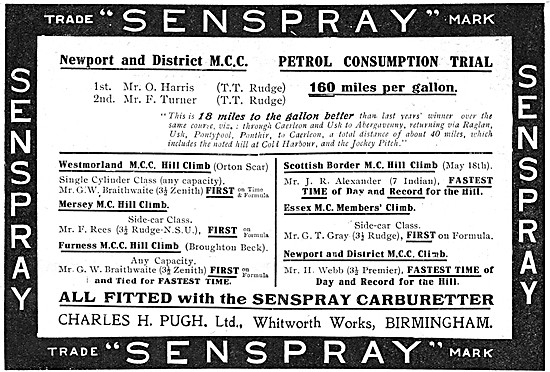 TRADE "SENSPRAY" MARK
SENSPRAY
SENSPRAY
Newport and District M.C.C. PETROL CONSUMPTION TRIAL
1st. Mr. O. Harris (T.T. Rudge)
2nd. Mr. F. Turner (T.T. Rudge)
160 miles per gallon.
"This is 18 miles to the gallon better than last years' winner over the
same course, viz.: through Caerleon and Usk to Abergavenny, returning via Raglan,
Usk, Pontypool, Ponthir, to Caerleon, a total distance of about 40 miles, which
includes the noted hill at Cold Harbour, and the Jockey Pitch."
Westmorland M.C.C. Hill Climb (Orton Scar)
Single Cylinder Class (any capacity).
Mr. G.W. Braithwaite (3½ Zenith) FIRST on Time & Formula
Mersey M.C. Hill Climb.
Side-car Class.
Mr. F. Rees (3½ Rudge-N.S.U.), FIRST on Formula
Furness M.C.C. Hill Climb (Broughton Beck).
Any Capacity.
Mr. G.W. Braithwaite (3½ Zenith) FIRST on Formula
and Tied for FASTEST TIME.
Scottish Border M.C. Hill Climb (May 18th).
Mr. J. R. Alexander (7 Indian), FASTEST
TIME of Day and Record for the Hill.
Essex M.C. Members' Climb.
Side-car Class.
Mr. G. T. Gray (3½ Rudge), FIRST on Formula.
Newport and District M.C.C. Climb.
Mr. H. Webb (3½ Premier), FASTEST TIME of
Day and Record for the Hill.
ALL FITTED with the SENSPRAY CARBURETTER
CHARLES H. PUGH. Ltd., Whitworth Works, BIRMINGHAM.
TRADE "SENSPRAY" MARK